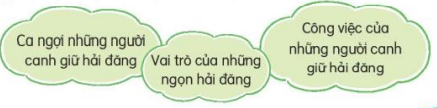 Ca ngợi những người
canh giữ hải đăng
Vai trò của những
ngọn hải đăng
Công việc của
những người canh
giữ hải đăng